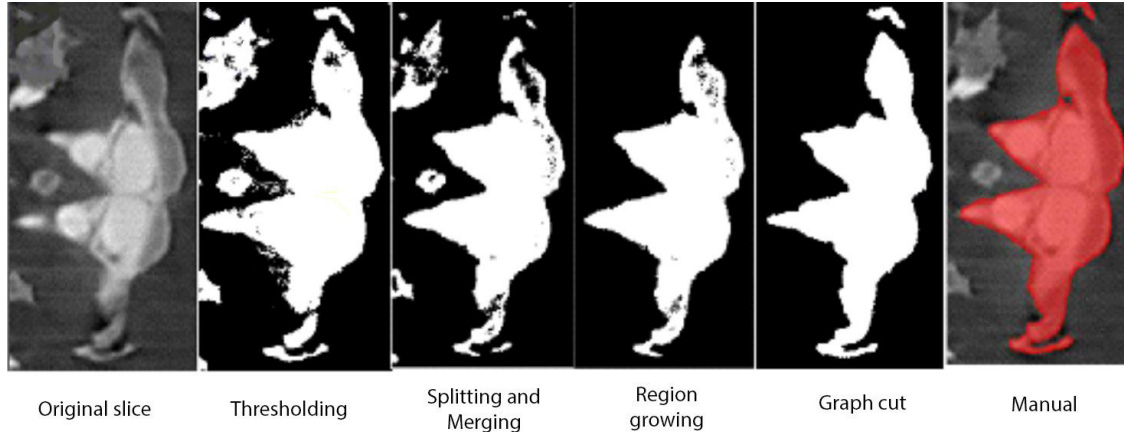 Original slice
Thresholding
Splitting and
Merging
Region
growing
Graph cut
Manual